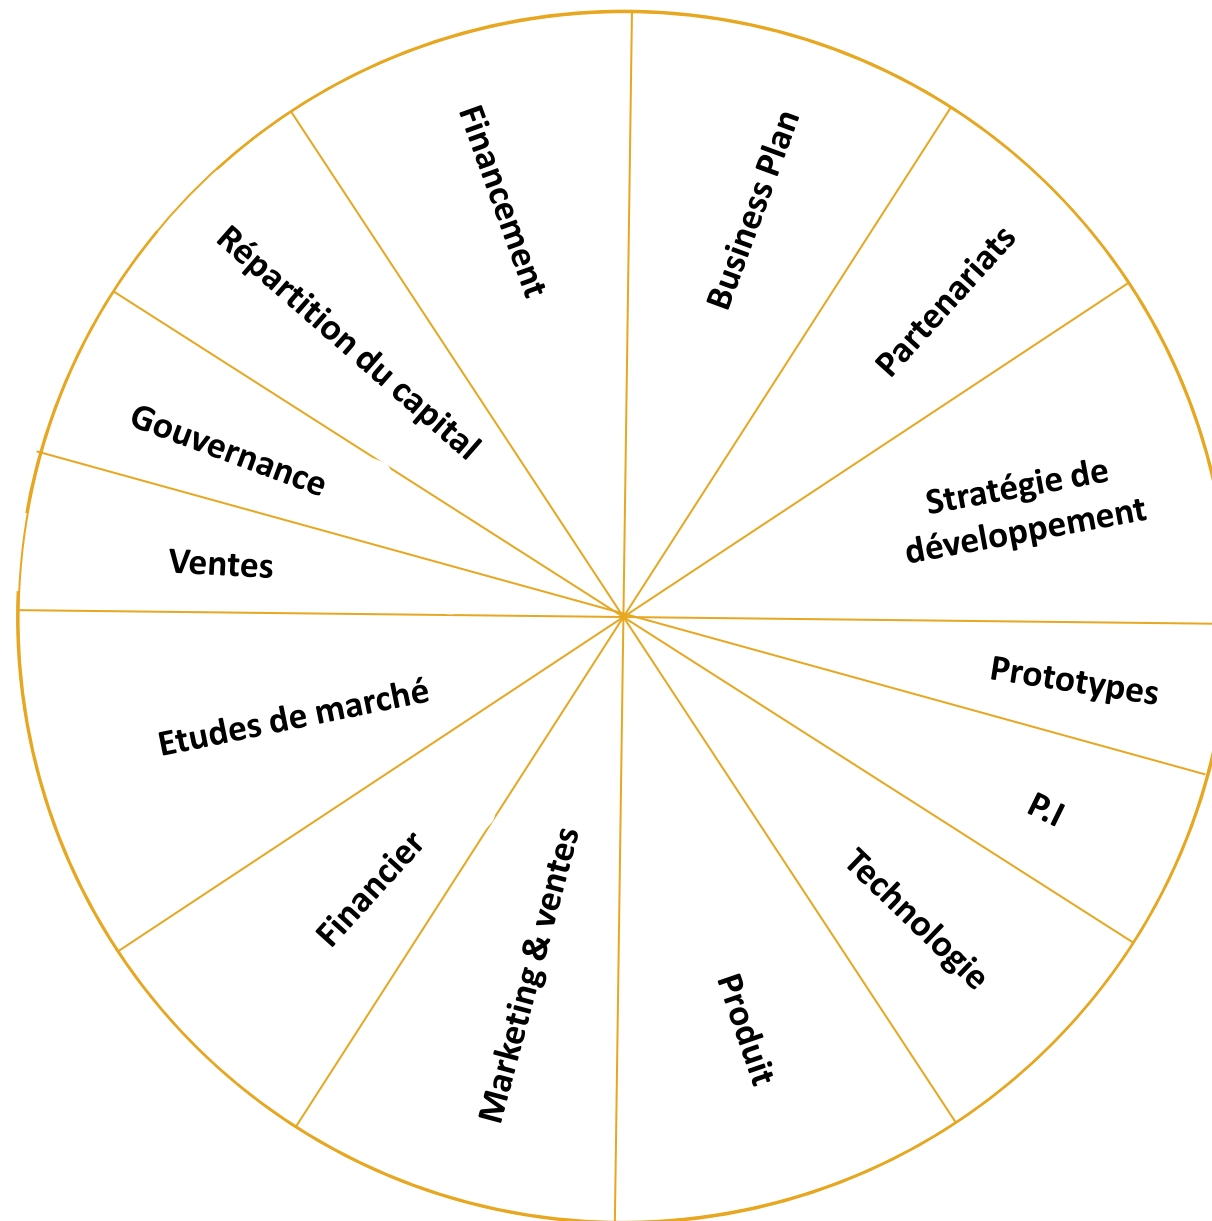 Financement
Business Plan
Partenariats
Stratégie de
développement
Prototypes
P.I
Technologie
Produit
Marketing & ventes
Financier
Etudes de marché
Ventes
Gouvernance
Répartition du capital